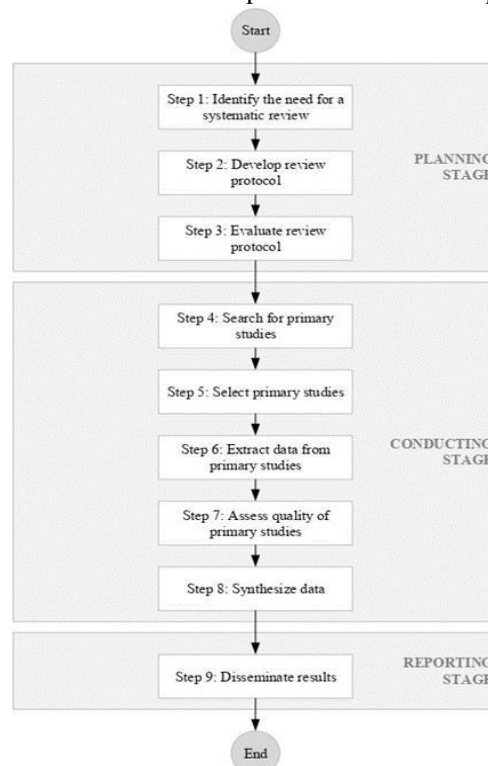 Start
Step 1: Identify the need for a
systematic review
Step 2: Develop review
protocol
PLANNING
STAGE
Step 3: Evaluate review
protocol
Step 4: Search for primary
studies
Step 5: Select primary studies
Step 6: Extract data from
primary studies
CONDUCTING
STAGE
Step 7: Assess quality of
primary studies
Step 8: Synthesize data
Step 9: Disseminate results
REPORTING
STAGE
End